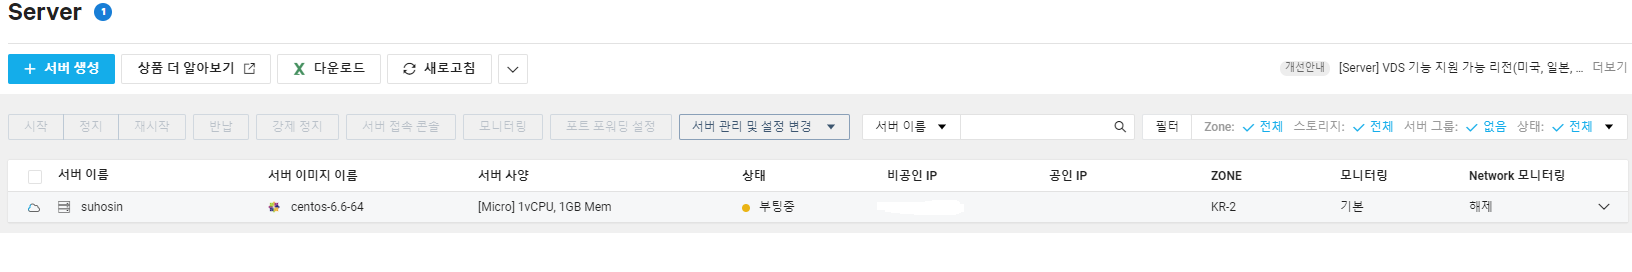 Server 1
서버 생성 상품 더 알아보기 다운로드 새로고침 개선안내 [Server] VDS 기능 지원 가능 리전(미국, 일본, ... 더보기
시작 정지 재시작 반납 강제 정지 서버 접속 콘솔 모니터링 포트 포워딩 설정 서버 관리 및 설정 변경 서버 이름 필터 Zone: 전체 스토리지: 전체 서버 그룹: 없음 상태: 전체
서버 이름 서버 이미지 이름 서버 사양 상태 비공인 IP 공인 IP ZONE 모니터링 Network 모니터링
suhosin centos-6.6-64 [Micro] 1vCPU, 1GB Mem 부팅중 KR-2 기본 해제